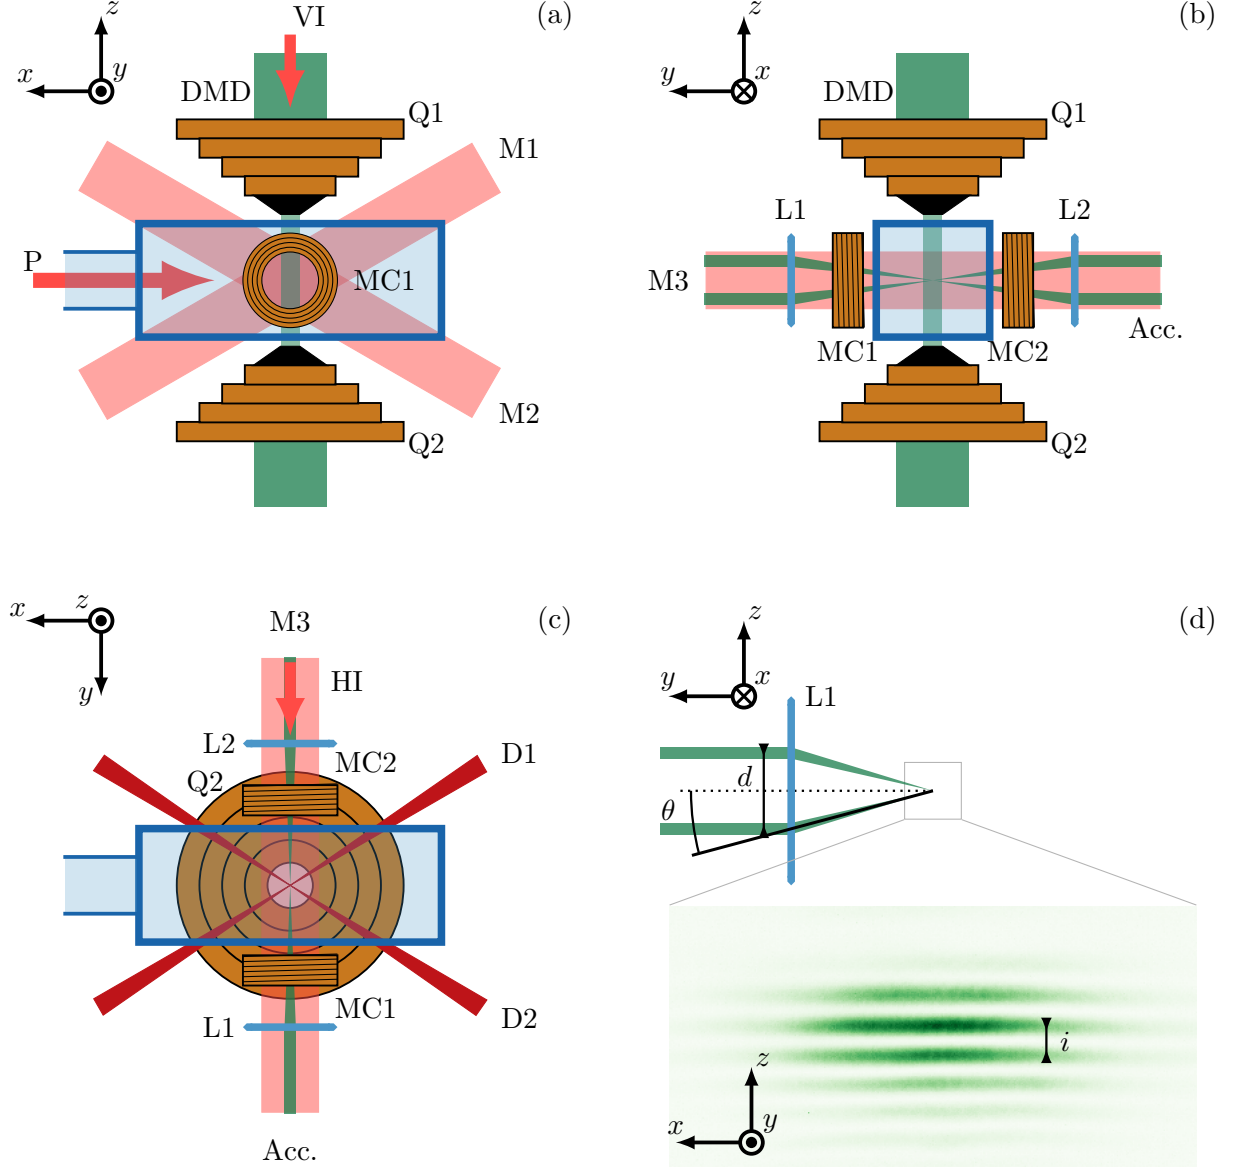 z
VI
(a)
x
y
DMD
Q1
M1
P
MC1
M2
Q2
z
(b)
y
x
DMD
Q1
L1
L2
M3
MC1
MC2
Acc.
Q2
x
z
y
M3
(c)
HI
L2
MC2
D1
Q2
L1
MC1
D2
Acc.
z
(d)
y
x
L1
d
θ
i
z
x
y